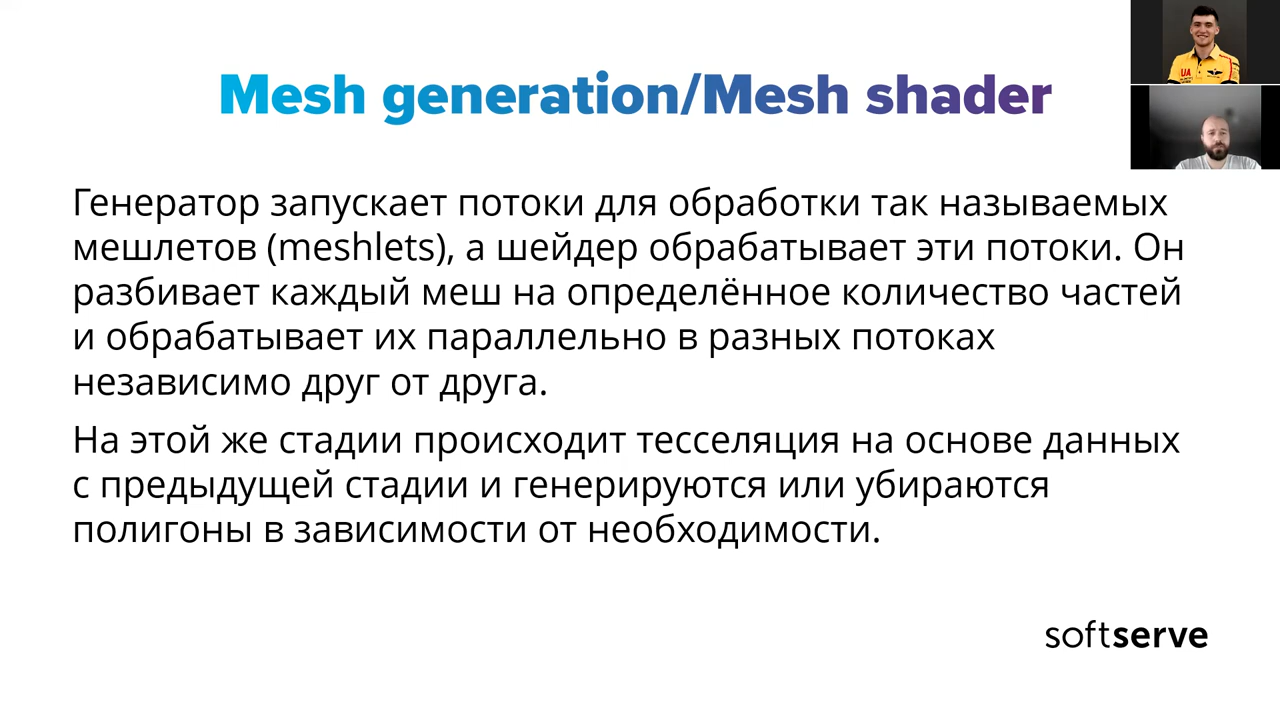 Mesh generation/Mesh shader
Генератор запускает потоки для обработки так называемых
мешлетов (meshlets), а шейдер обрабатывает эти потоки. Он
разбивает каждый меш на определённое количество частей
и обрабатывает их параллельно в разных потоках
независимо друг от друга.
На этой же стадии происходит тесселяция на основе данных
с предыдущей стадии и генерируются или убираются
полигоны в зависимости от необходимости.
softserve
UA